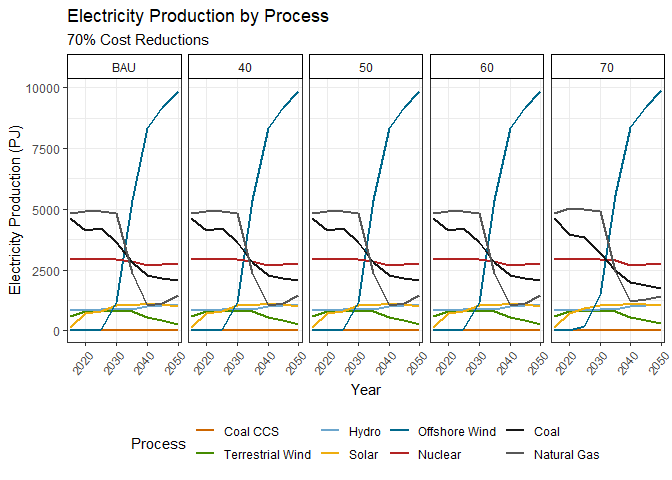 Electricity Production by Process
70% Cost Reductions
BAU 40 50 60 70
10000
7500
5000
2500
0
Electricity Production (PJ)
2020 2030 2040 2050 2020 2030 2040 2050 2020 2030 2040 2050 2020 2030 2040 2050 2020 2030 2040 2050
Year
Process
Coal CCS Hydro Offshore Wind Coal
Terrestrial Wind Solar Nuclear Natural Gas